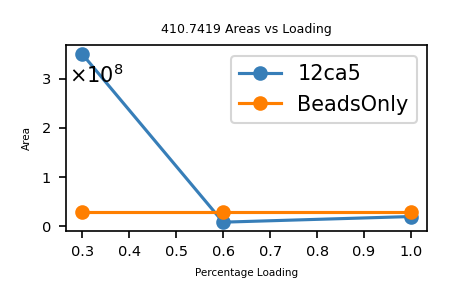 410.7419 Areas vs Loading
×10⁸
12ca5
BeadsOnly
3
2
1
0
Area
0.3 0.4 0.5 0.6 0.7 0.8 0.9 1.0
Percentage Loading